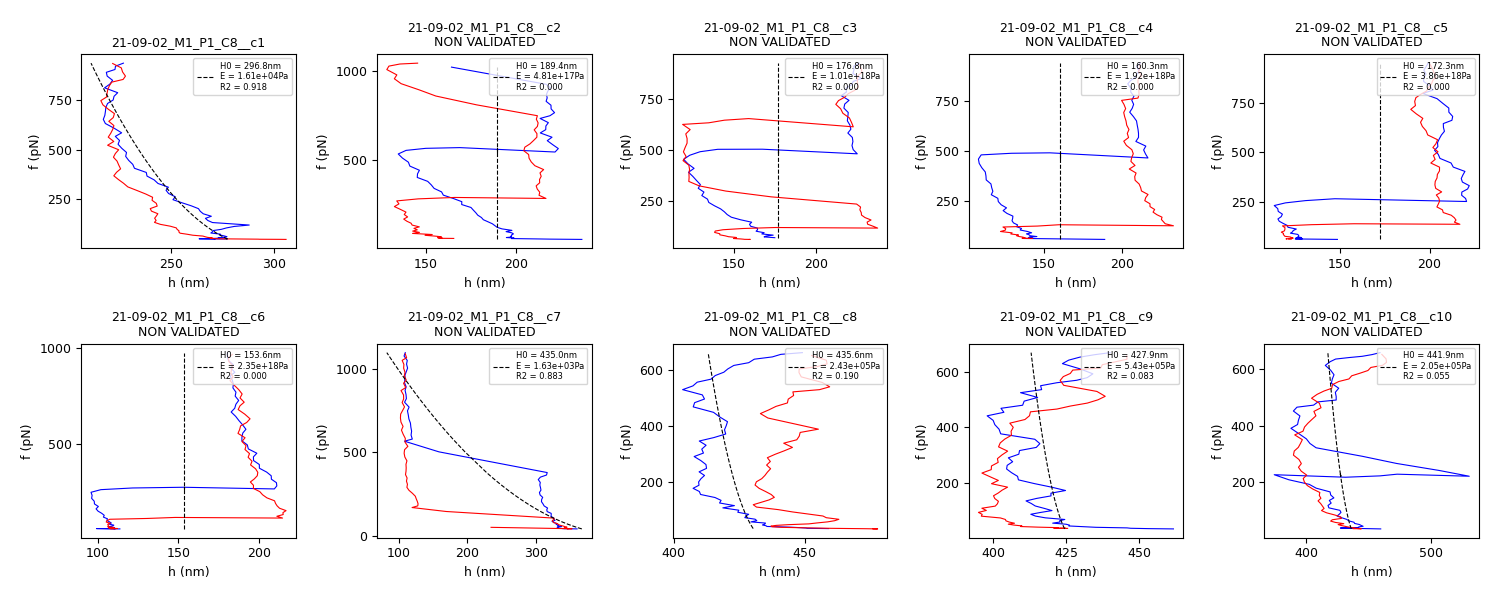 21-09-02_M1_P1_C8__c1
H0 = 296.8nm
E = 1.61e+04Pa
R2 = 0.918
f (pN)
750
500
250
250
300
h (nm)
21-09-02_M1_P1_C8__c2
NON VALIDATED
H0 = 189.4nm
E = 4.81e+17Pa
R2 = 0.000
f (pN)
1000
500
150
200
h (nm)
21-09-02_M1_P1_C8__c3
NON VALIDATED
H0 = 176.8nm
E = 1.01e+18Pa
R2 = 0.000
f (pN)
750
500
250
150
200
h (nm)
21-09-02_M1_P1_C8__c4
NON VALIDATED
H0 = 160.3nm
E = 1.92e+18Pa
R2 = 0.000
f (pN)
750
500
250
150
200
h (nm)
21-09-02_M1_P1_C8__c5
NON VALIDATED
H0 = 172.3nm
E = 3.86e+18Pa
R2 = 0.000
f (pN)
750
500
250
150
200
h (nm)
21-09-02_M1_P1_C8__c6
NON VALIDATED
H0 = 153.6nm
E = 2.35e+18Pa
R2 = 0.000
f (pN)
1000
500
100
150
200
h (nm)
21-09-02_M1_P1_C8__c7
NON VALIDATED
H0 = 435.0nm
E = 1.63e+03Pa
R2 = 0.883
f (pN)
1000
500
0
100
200
300
h (nm)
21-09-02_M1_P1_C8__c8
NON VALIDATED
H0 = 435.6nm
E = 2.43e+05Pa
R2 = 0.190
f (pN)
600
400
200
400
450
h (nm)
21-09-02_M1_P1_C8__c9
NON VALIDATED
H0 = 427.9nm
E = 5.43e+05Pa
R2 = 0.083
f (pN)
600
400
200
400
425
450
h (nm)
21-09-02_M1_P1_C8__c10
NON VALIDATED
H0 = 441.9nm
E = 2.05e+05Pa
R2 = 0.055
f (pN)
600
400
200
400
500
h (nm)